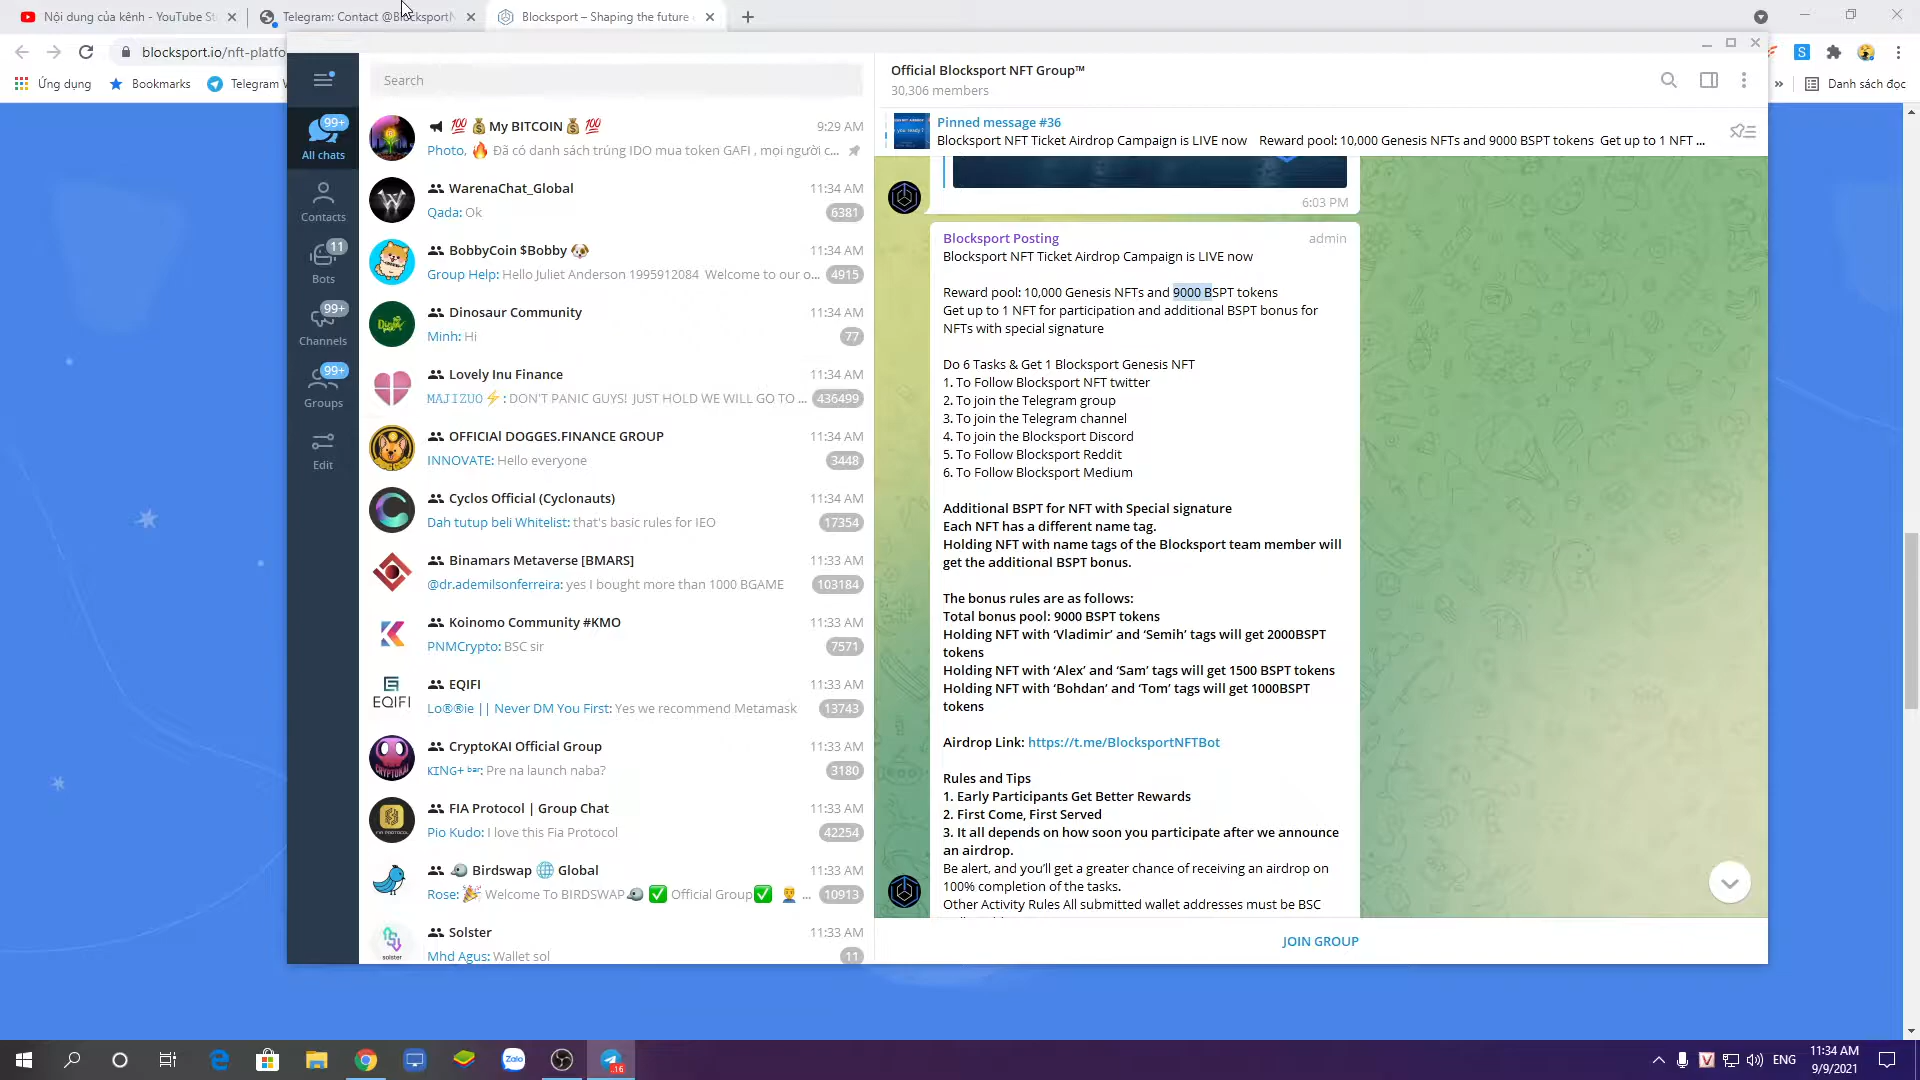 Nội dung của kênh - YouTube St
Telegram: Contact @BlocksportN
Blocksport – Shaping the future
blocksport.io/nft-platfo
Ứng dụng
Bookmarks
Telegram W
Danh sách đọc
Search
99+
All chats
Contacts
11
Bots
99+
Channels
99+
Groups
Edit
💯 💰 My BITCOIN 💰 💯
9:29 AM
Photo, 🔥 Đã có danh sách trúng IDO mua token GAFI , mọi người c...
WarenaChat_Global
11:34 AM
Qada: Ok
6381
BobbyCoin $Bobby 🐶
11:34 AM
Group Help: Hello Juliet Anderson 1995912084 Welcome to our o...
4915
Dinosaur Community
11:34 AM
Minh: Hi
77
Lovely Inu Finance
11:34 AM
MAJIZUO⚡: DON'T PANIC GUYS! JUST HOLD WE WILL GO TO ...
436499
OFFICIAl DOGGES.FINANCE GROUP
11:34 AM
INNOVATE: Hello everyone
3448
Cyclos Official (Cyclonauts)
11:34 AM
Dah tutup beli Whitelist: that's basic rules for IEO
17354
Binamars Metaverse [BMARS]
11:33 AM
@dr.ademilsonferreira: yes I bought more than 1000 BGAME
103184
Koinomo Community #KMO
11:33 AM
PNMCrypto: BSC sir
7571
EQIFI
EQIFI
11:33 AM
Lo®®ie || Never DM You First: Yes we recommend Metamask
13743
CryptoKAI Official Group
11:33 AM
KING+ ᵇᵃʳ: Pre na launch naba?
3180
FIA Protocol | Group Chat
11:33 AM
Pio Kudo: I love this Fia Protocol
42254
Birdswap 🌐 Global
11:33 AM
Rose: 🎉 Welcome To BIRDSWAP ✅ Official Group✅ ...
10913
Solster
11:33 AM
solster
Mhd Agus: Wallet sol
11
Official Blocksport NFT Group™
30,306 members
Pinned message #36
Blocksport NFT Ticket Airdrop Campaign is LIVE now Reward pool: 10,000 Genesis NFTs and 9000 BSPT tokens Get up to 1 NFT ...
6:03 PM
Blocksport Posting
admin
Blocksport NFT Ticket Airdrop Campaign is LIVE now
Reward pool: 10,000 Genesis NFTs and 9000 BSPT tokens
Get up to 1 NFT for participation and additional BSPT bonus for
NFTs with special signature
Do 6 Tasks & Get 1 Blocksport Genesis NFT
1. To Follow Blocksport NFT twitter
2. To join the Telegram group
3. To join the Telegram channel
4. To join the Blocksport Discord
5. To Follow Blocksport Reddit
6. To Follow Blocksport Medium
Additional BSPT for NFT with Special signature
Each NFT has a different name tag.
Holding NFT with name tags of the Blocksport team member will
get the additional BSPT bonus.
The bonus rules are as follows:
Total bonus pool: 9000 BSPT tokens
Holding NFT with ‘Vladimir’ and ‘Semih’ tags will get 2000BSPT
tokens
Holding NFT with ‘Alex’ and ‘Sam’ tags will get 1500 BSPT tokens
Holding NFT with ‘Bohdan’ and ‘Tom’ tags will get 1000BSPT
tokens
Airdrop Link: https://t.me/BlocksportNFTBot
Rules and Tips
1. Early Participants Get Better Rewards
2. First Come, First Served
3. It all depends on how soon you participate after we announce
an airdrop.
Be alert, and you’ll get a greater chance of receiving an airdrop on
100% completion of the tasks.
Other Activity Rules All submitted wallet addresses must be BSC
JOIN GROUP
Zalo
..16
ENG
11:34 AM
9/9/2021